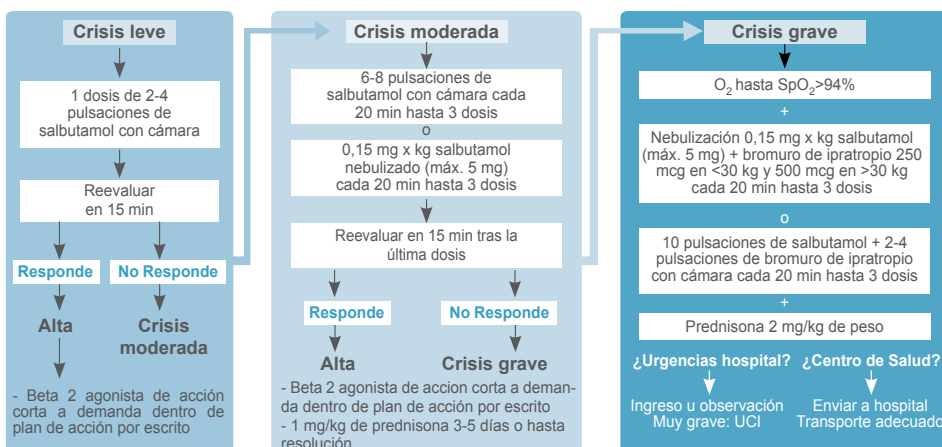 Crisis leve
1 dosis de 2-4
pulsaciones de
salbutamol con cámara
Reevaluar
en 15 min
Responde
No Responde
Alta
Crisis
moderada
- Beta 2 agonista de acción
corta a demanda dentro de
plan de acción por escrito
Crisis moderada
6-8 pulsaciones de
salbutamol con cámara cada
20 min hasta 3 dosis
o
0,15 mg x kg salbutamol
nebulizado (máx. 5 mg)
cada 20 min hasta 3 dosis
Reevaluar en 15 min tras la
última dosis
Responde
No Responde
Alta
Crisis grave
- Beta 2 agonista de accion corta a deman-
da dentro de plan de acción por escrito
- 1 mg/kg de prednisona 3-5 días o hasta
resolución
Crisis grave
O2 hasta SpO2>94%
+
Nebulización 0,15 mg x kg salbutamol
(máx. 5 mg) + bromuro de ipratropio 250
mcg en <30 kg y 500 mcg en >30 kg
cada 20 min hasta 3 dosis
o
10 pulsaciones de salbutamol + 2-4
pulsaciones de bromuro de ipratropio
con cámara cada 20 min hasta 3 dosis
+
Prednisona 2 mg/kg de peso
¿Urgencias hospital?
¿Centro de Salud?
Ingreso u observación
Muy grave: UCI
Enviar a hospital
Transporte adecuado